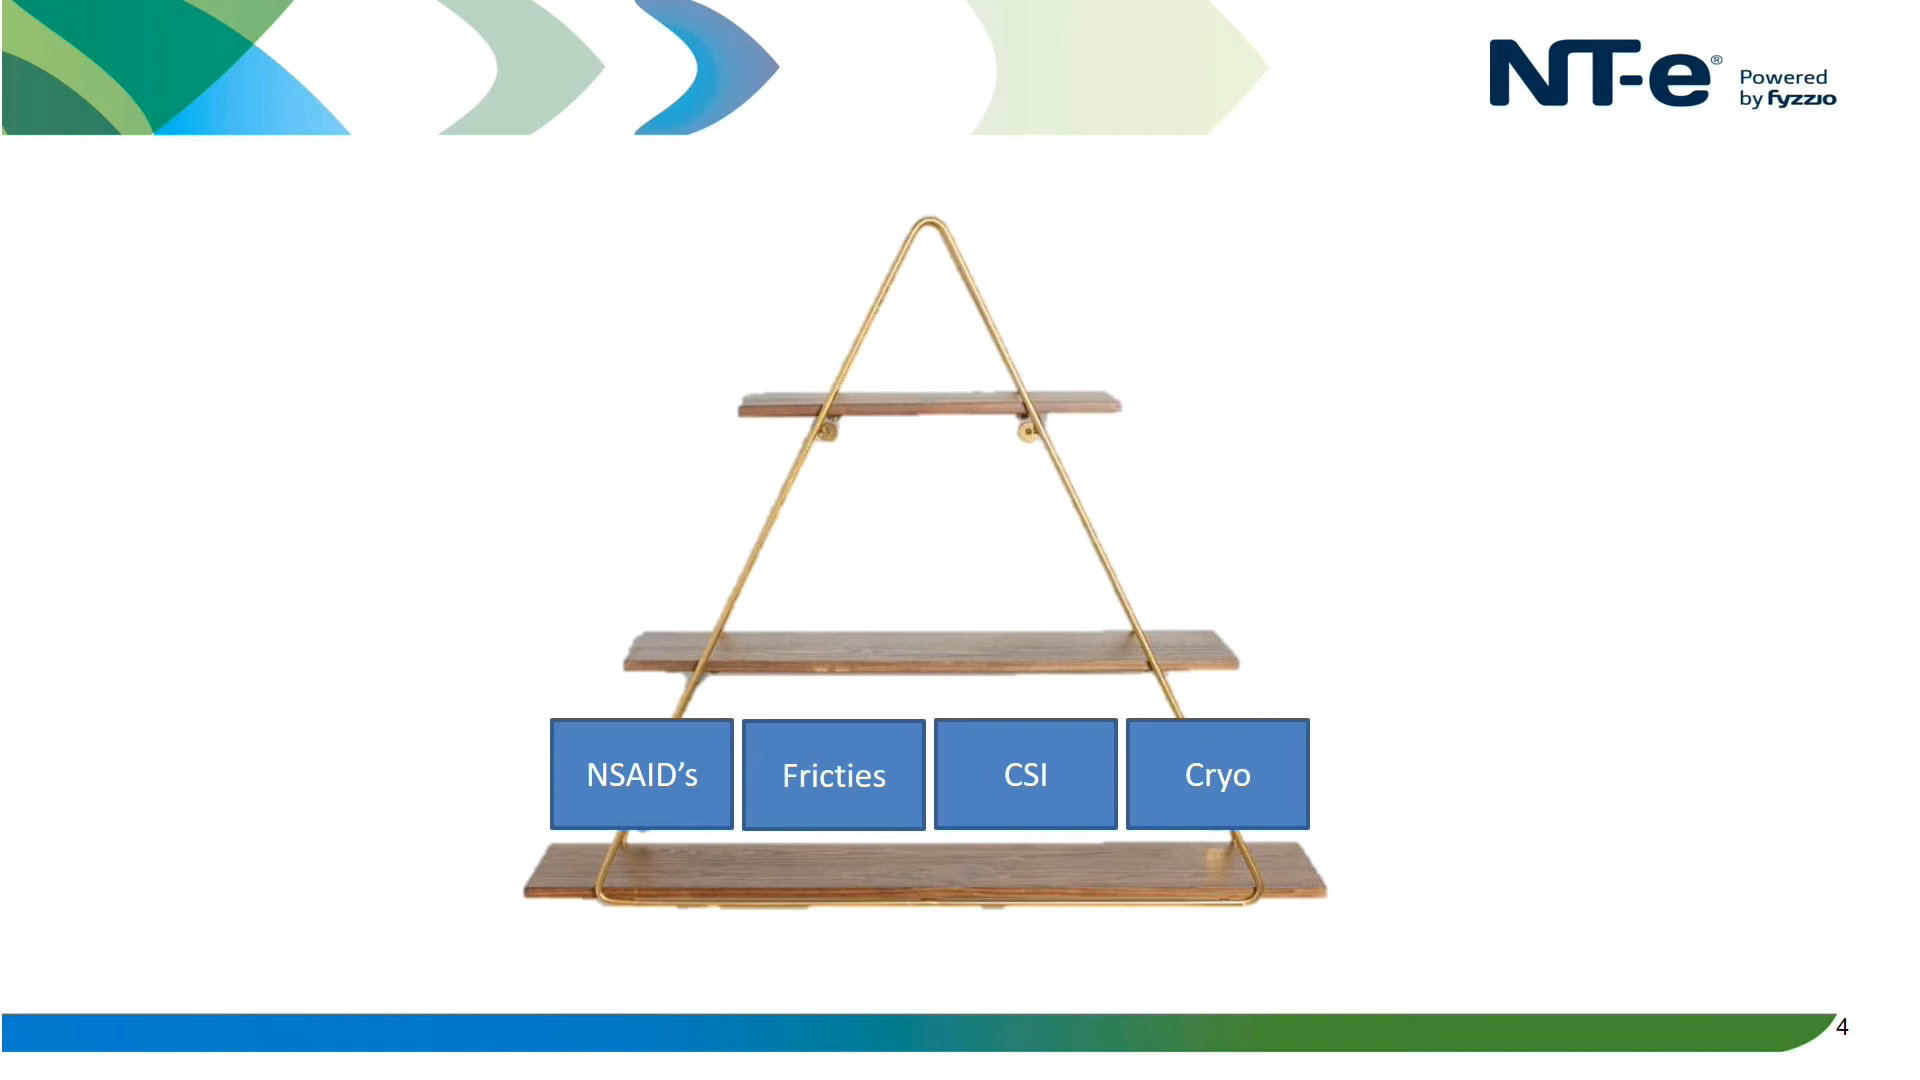 NT-e®
Powered
by fyzzio
NSAID’s
Fricties
CSI
Cryo
4